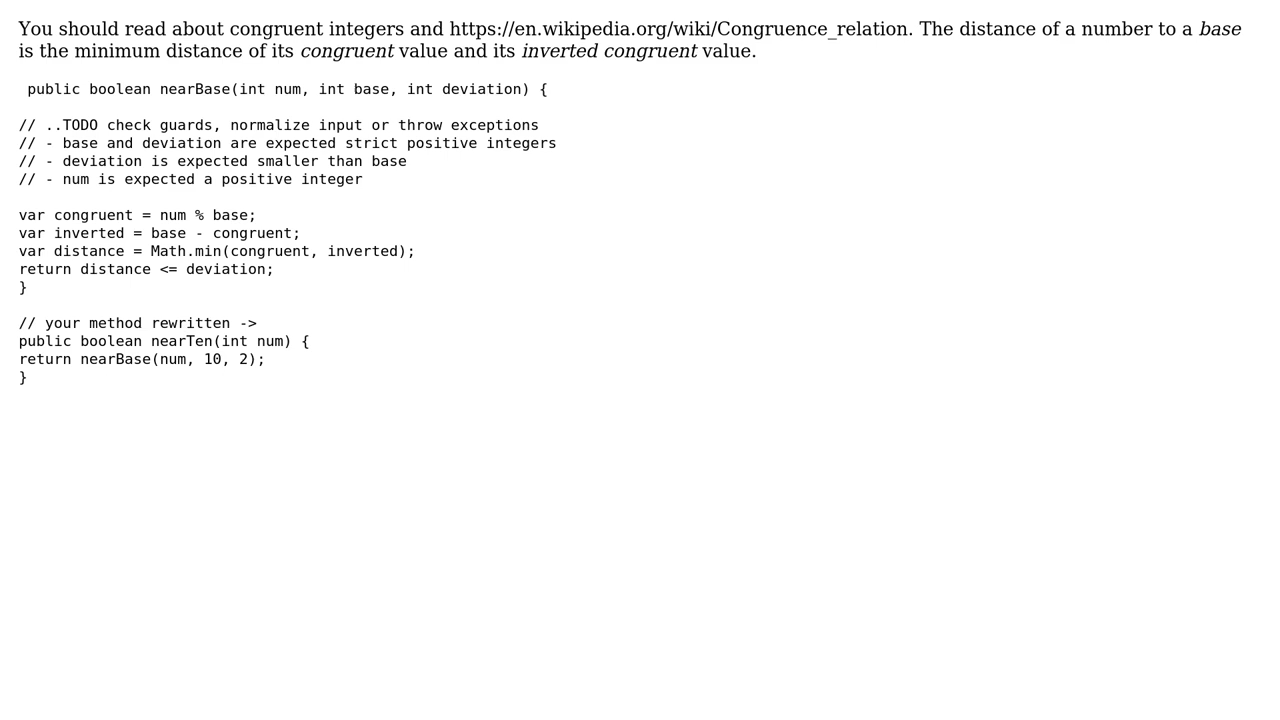 You should read about congruent integers and https://en.wikipedia.org/wiki/Congruence_relation. The distance of a number to a base
is the minimum distance of its congruent value and its inverted congruent value.
public boolean nearBase(int num, int base, int deviation) {
// ..TODO check guards, normalize input or throw exceptions
// - base and deviation are expected strict positive integers
// - deviation is expected smaller than base
// - num is expected a positive integer
var congruent = num % base;
var inverted = base - congruent;
var distance = Math.min(congruent, inverted);
return distance <= deviation;
}
// your method rewritten ->
public boolean nearTen(int num) {
return nearBase(num, 10, 2);
}